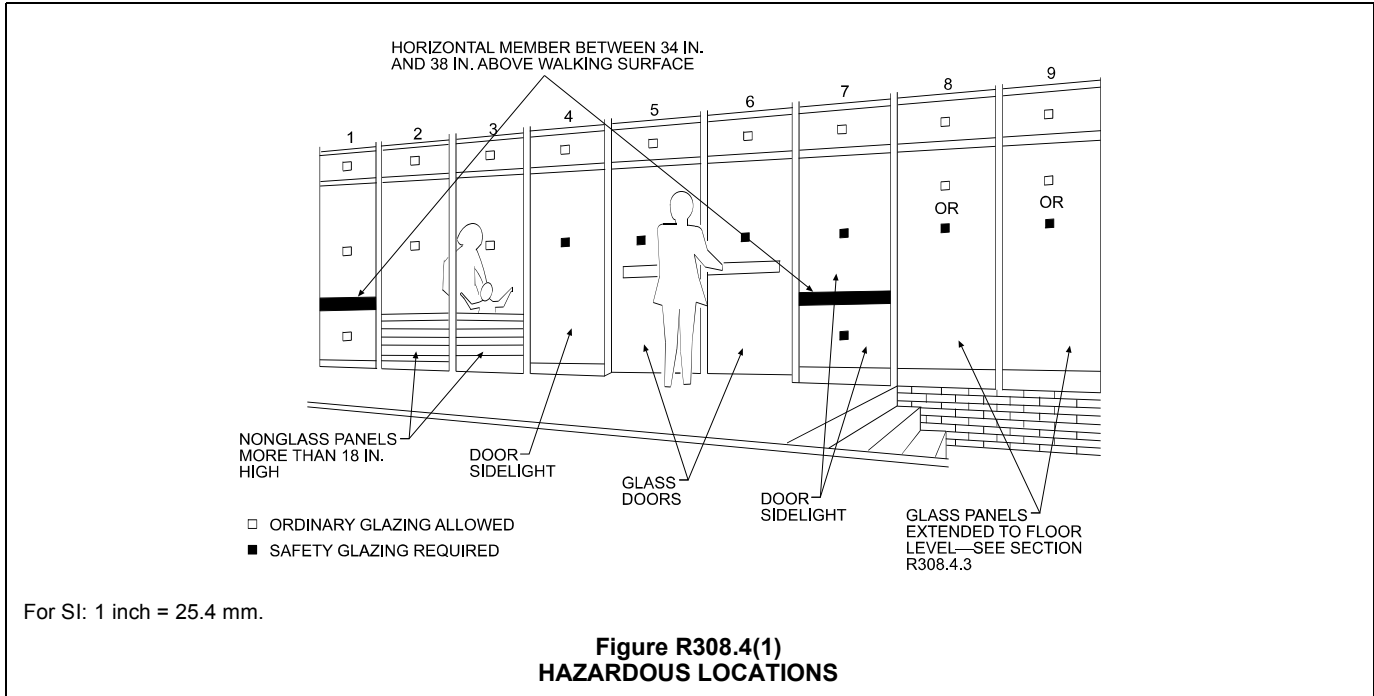 HORIZONTAL MEMBER BETWEEN 34 IN.
AND 38 IN. ABOVE WALKING SURFACE
1
2
3
4
5
6
7
8
9
OR
OR
NONGLASS PANELS
MORE THAN 18 IN.
HIGH
DOOR
SIDELIGHT
GLASS
DOORS
DOOR
SIDELIGHT
GLASS PANELS
EXTENDED TO FLOOR
LEVEL—SEE SECTION
R308.4.3
□ ORDINARY GLAZING ALLOWED
■ SAFETY GLAZING REQUIRED
For SI: 1 inch = 25.4 mm.
Figure R308.4(1)
HAZARDOUS LOCATIONS